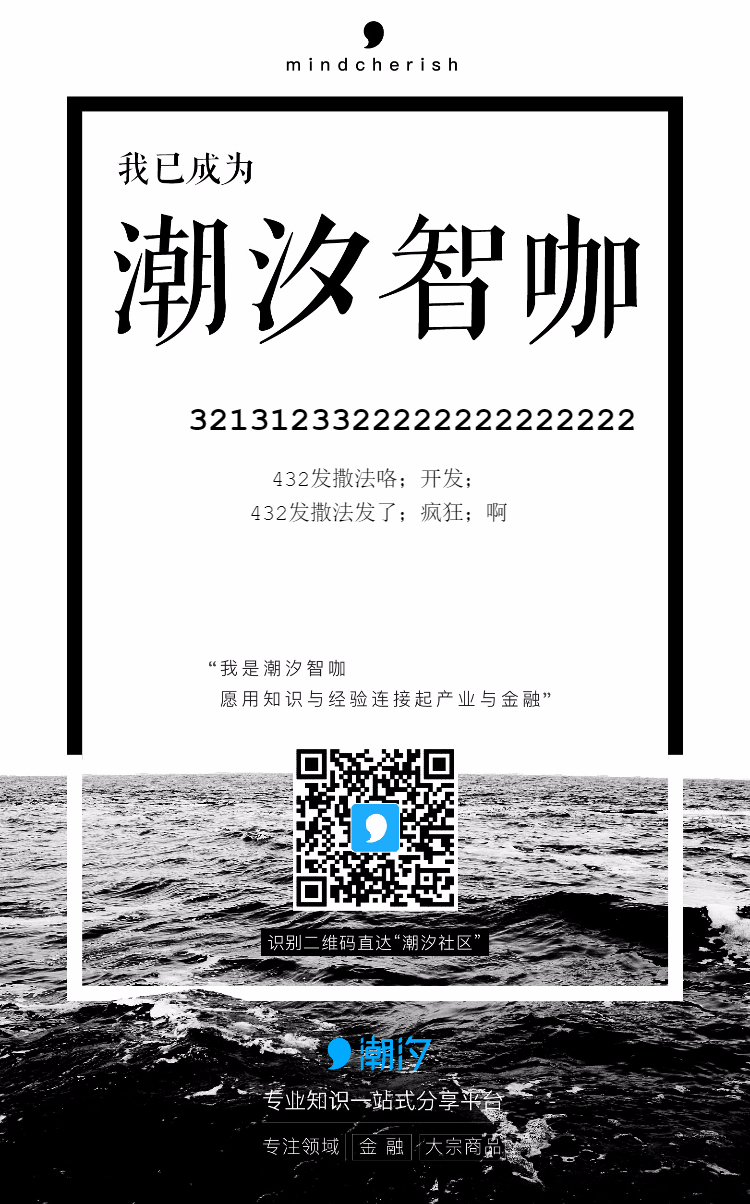 mindcherish
我已成为
潮汐智咖
3213123322222222222222
432发撒法咯；开发；
432发撒法发了；疯狂；啊
“我是潮汐智咖
愿用知识与经验连接起产业与金融”
识别二维码直达“潮汐社区”
潮汐
专业知识一站式分享平台
专注领域 金 融 大宗商品